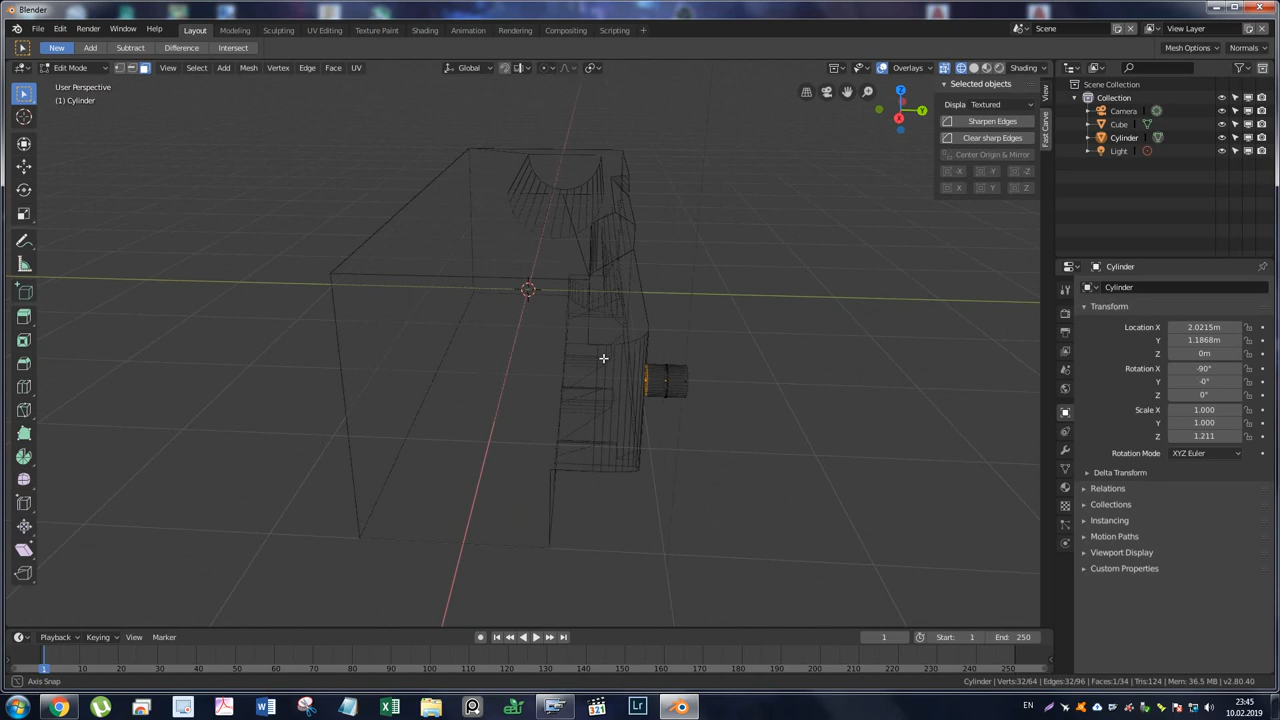 Blender
File Edit Render Window Help
Layout Modeling Sculpting UV Editing Texture Paint Shading Animation Rendering Compositing Scripting +
Scene View Layer
New Add Subtract Difference Intersect Mesh Options Normals
Edit Mode View Select Add Mesh Vertex Edge Face UV Global Overlays Shading
User Perspective
(1) Cylinder
Z
Y
X
Selected objects
Displa Textured
Sharpen Edges
Clear sharp Edges
Center Origin & Mirror
-X -Y -Z
X Y Z
View
Fast Carve
Scene Collection
Collection
Camera
Cube
Cylinder
Light
Cylinder
Cylinder
Transform
Location X 2.0215m
Y 1.1868m
Z 0m
Rotation X -90°
Y -0°
Z 0°
Scale X 1.000
Y 1.000
Z 1.211
Rotation Mode XYZ Euler
Delta Transform
Relations
Collections
Instancing
Motion Paths
Viewport Display
Custom Properties
Playback Keying View Marker 1 Start: 1 End: 250
1 10 20 30 40 50 60 70 80 90 100 110 120 130 140 150 160 170 180 190 200 210 220 230 240 250
Axis Snap
Cylinder | Verts:32/64 | Edges:32/96 | Faces:1/34 | Tris:124 | Mem: 36.5 MB | v2.80.40
321
Lr
EN
23:45
10.02.2019